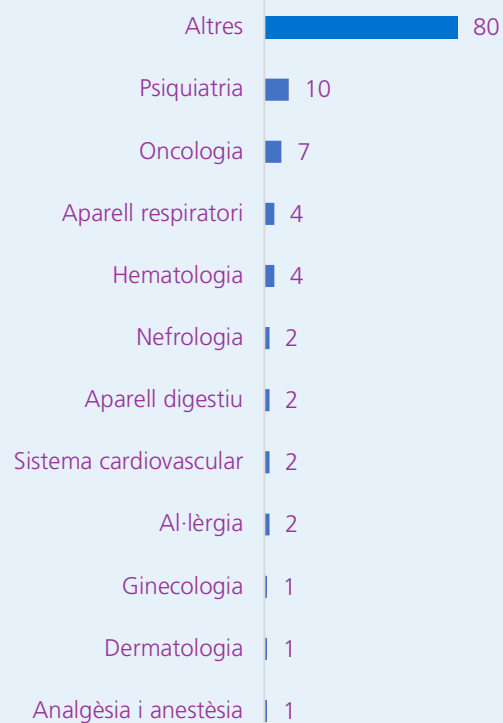 Altres 80
Psiquiatria 10
Oncologia 7
Aparell respiratori 4
Hematologia 4
Nefrologia 2
Aparell digestiu 2
Sistema cardiovascular 2
Al·lèrgia 2
Ginecologia 1
Dermatologia 1
Analgèsia i anestèsia 1